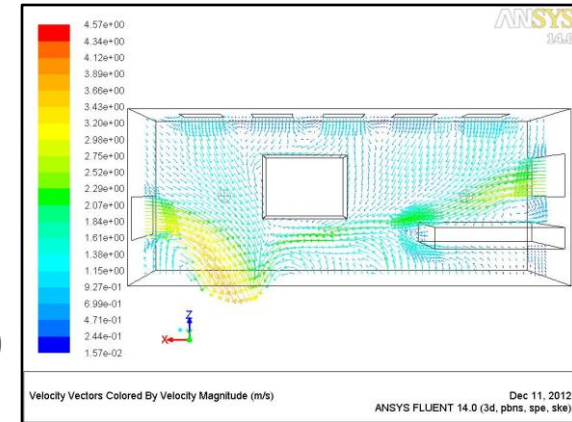 ANSYS
14.0
4.57e+00
4.34e+00
4.12e+00
3.89e+00
3.66e+00
3.43e+00
3.20e+00
2.98e+00
2.75e+00
2.52e+00
2.29e+00
2.07e+00
1.84e+00
1.61e+00
1.38e+00
1.15e+00
9.27e-01
6.99e-01
4.71e-01
2.44e-01
1.57e-02
Z
X
Velocity Vectors Colored By Velocity Magnitude (m/s)
Dec 11, 2012
ANSYS FLUENT 14.0 (3d, pbns, spe, ske)
)